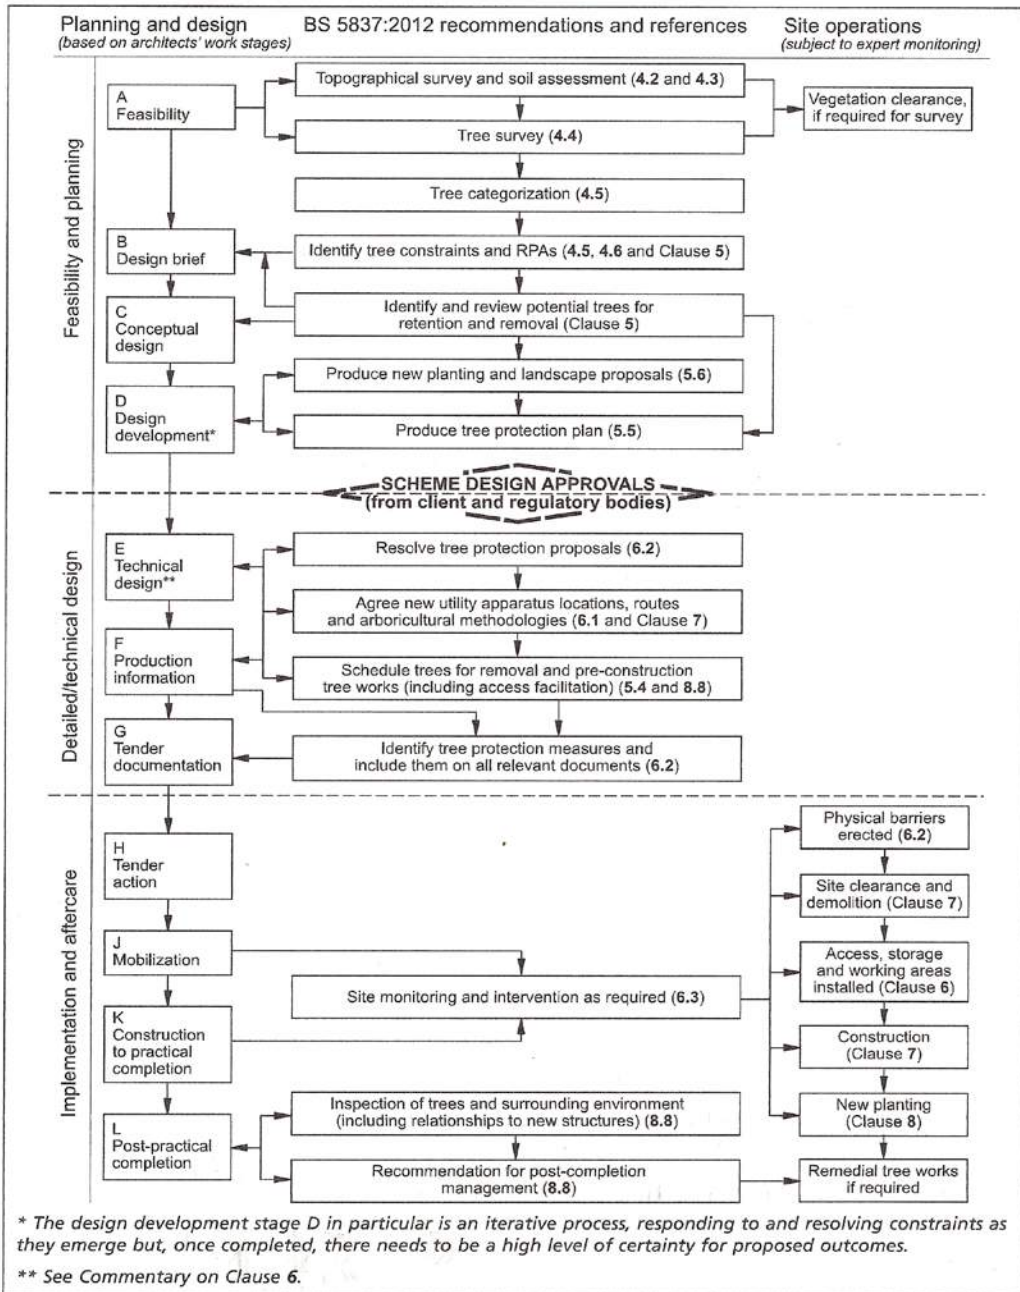 Planning and design
(based on architects' work stages)
BS 5837:2012 recommendations and references
Site operations
(subject to expert monitoring)
Feasibility and planning
A
Feasibility
Topographical survey and soil assessment (4.2 and 4.3)
Vegetation clearance,
if required for survey
Tree survey (4.4)
Tree categorization (4.5)
B
Design brief
Identify tree constraints and RPAs (4.5, 4.6 and Clause 5)
C
Conceptual
design
Identify and review potential trees for
retention and removal (Clause 5)
Produce new planting and landscape proposals (5.6)
D
Design
development*
Produce tree protection plan (5.5)
SCHEME DESIGN APPROVALS
(from client and regulatory bodies)
Detailed/technical design
E
Technical
design**
Resolve tree protection proposals (6.2)
Agree new utility apparatus locations, routes
and arboricultural methodologies (6.1 and Clause 7)
F
Production
information
Schedule trees for removal and pre-construction
tree works (including access facilitation) (5.4 and 8.8)
G
Tender
documentation
Identify tree protection measures and
include them on all relevant documents (6.2)
Implementation and aftercare
H
Tender
action
Physical barriers
erected (6.2)
Site clearance and
demolition (Clause 7)
J
Mobilization
Access, storage
and working areas
installed (Clause 6)
Site monitoring and intervention as required (6.3)
K
Construction
to practical
completion
Construction
(Clause 7)
L
Post-practical
completion
Inspection of trees and surrounding environment
(including relationships to new structures) (8.8)
New planting
(Clause 8)
Recommendation for post-completion
management (8.8)
Remedial tree works
if required
* The design development stage D in particular is an iterative process, responding to and resolving constraints as
they emerge but, once completed, there needs to be a high level of certainty for proposed outcomes.
** See Commentary on Clause 6.